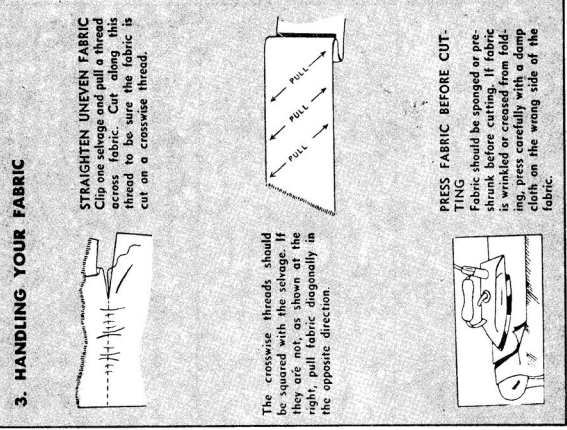 3. HANDLING YOUR FABRIC
STRAIGHTEN UNEVEN FABRIC
Clip one selvage and pull a thread
across fabric. Cut along this
thread to be sure the fabric is
cut on a crosswise thread.
The crosswise threads should
be squared with the selvage. If
they are not, as shown at the
right, pull fabric diagonally in
the opposite direction.
PULL
PULL
PULL
PRESS FABRIC BEFORE CUT-
TING
Fabric should be sponged or pre-
shrunk before cutting. If fabric
is wrinkled or creased from fold-
ing, press carefully with a damp
cloth on the wrong side of the
fabric.